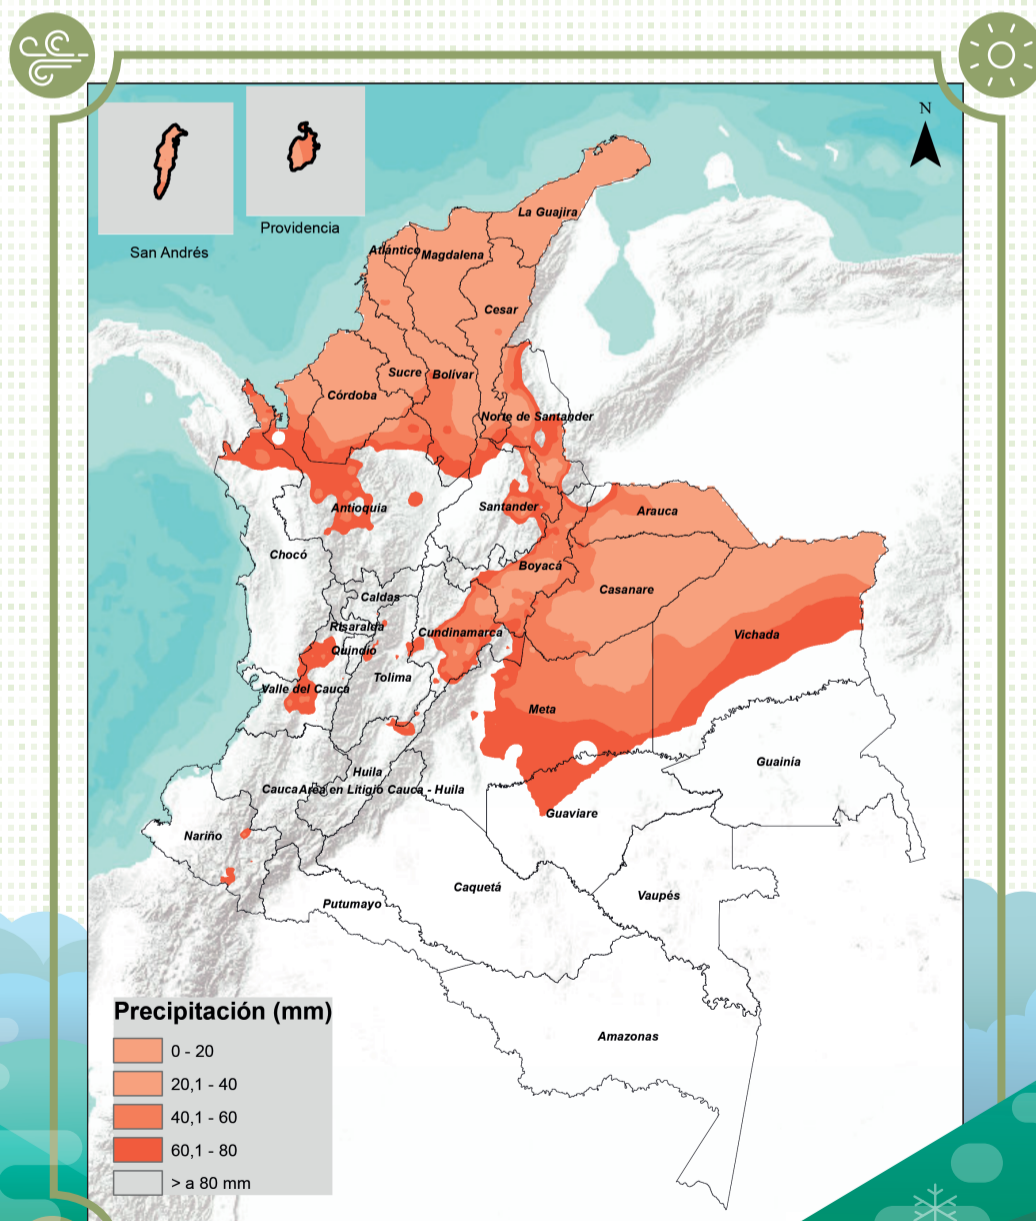 N
San Andrés
Providencia
La Guajira
Atlántico
Magdalena
Cesar
Sucre
Bolívar
Córdoba
Norte de Santander
Antioquia
Santander
Arauca
Chocó
Boyacá
Casanare
Caldas
Risaralda
Cundinamarca
Vichada
Quindío
Tolima
Valle del Cauca
Meta
Guainía
Huila
Cauca
Area en Litigio Cauca - Huila
Guaviare
Nariño
Caquetá
Vaupés
Putumayo
Amazonas
Precipitación (mm)
0 - 20
20,1 - 40
40,1 - 60
60,1 - 80
> a 80 mm